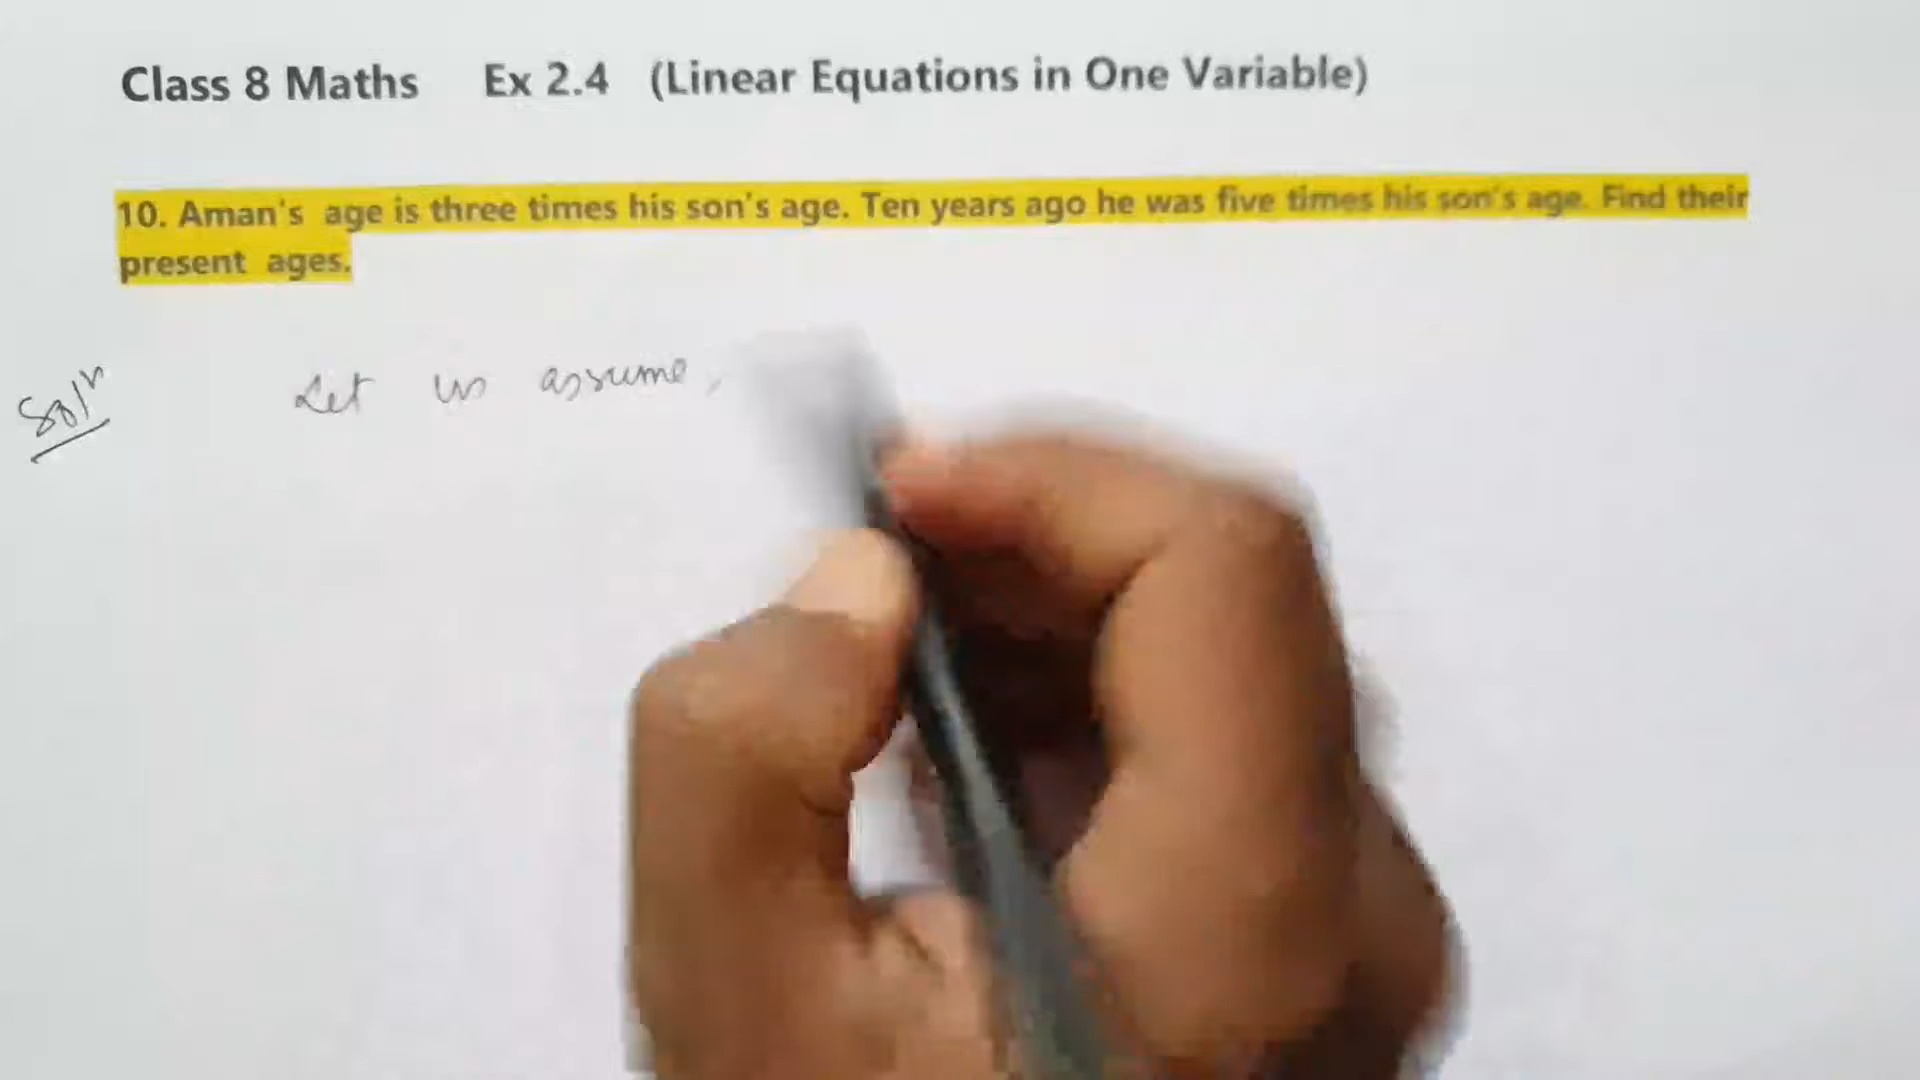 Class 8 Maths Ex 2.4 (Linear Equations in One Variable)
10. Aman's age is three times his son's age. Ten years ago he was five times his son's age. Find their
present ages.
Soln
Let us assume,